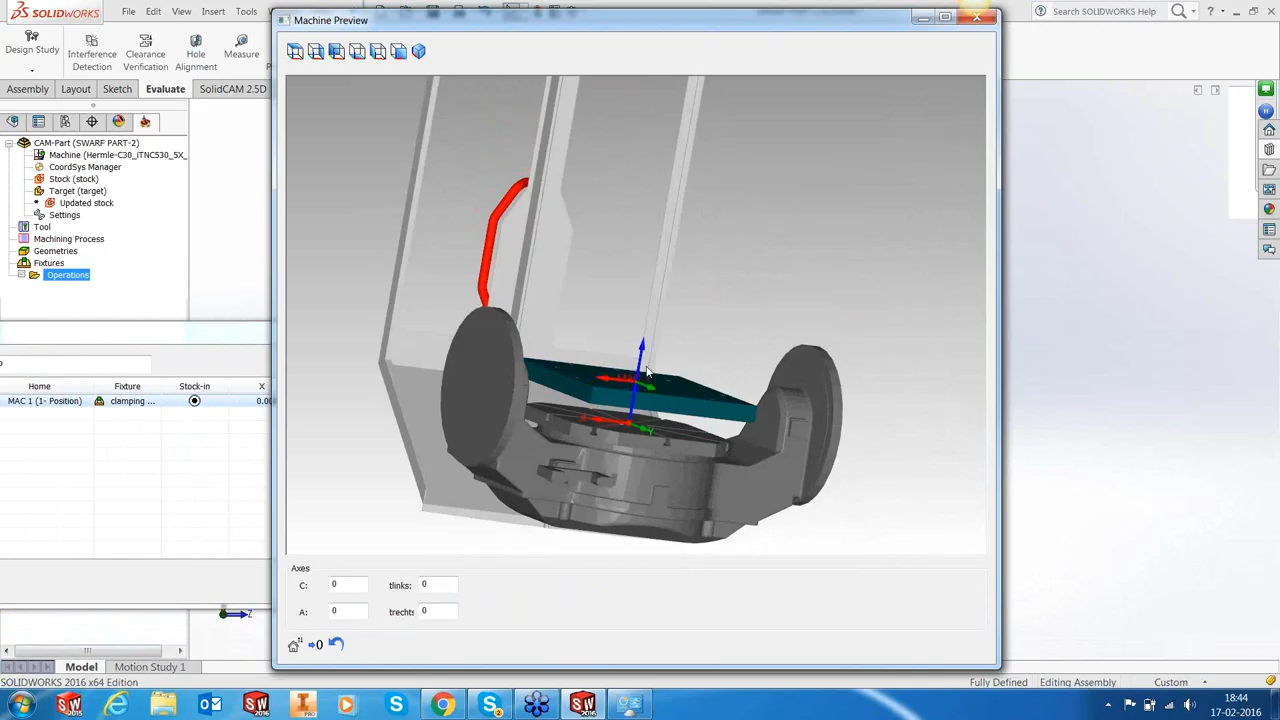 SOLIDWORKS
File
Edit
View
Insert
Tools
Machine Preview
SOLIDWORKS Help
Design Study
Interference Detection
Clearance Verification
Hole Alignment
Measure
Assembly
Layout
Sketch
Evaluate
SolidCAM 2.5D
CAM-Part (SWARF PART-2)
Machine (Hermle-C30_iTNC530_5X_
CoordSys Manager
Stock (stock)
Target (target)
Updated stock
Settings
Tool
Machining Process
Geometries
Fixtures
Operations
Home
Fixture
Stock-in
X
MAC 1 (1- Position)
clamping ...
0.00
Axes
C:
0
tlinks:
0
A:
0
trechts
0
Model
Motion Study 1
SOLIDWORKS 2016 x64 Edition
Fully Defined
Editing Assembly
Custom
18:44
17-02-2016